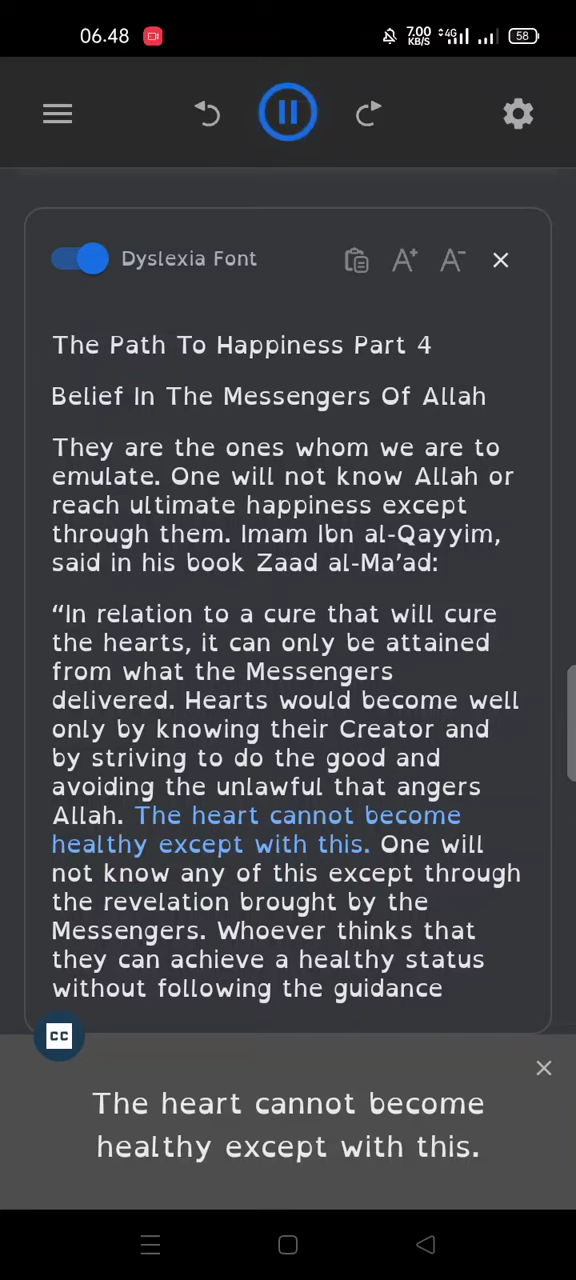 06.48
7.00
KB/S
4G
58
Dyslexia Font
A+
A-
The Path To Happiness Part 4
Belief In The Messengers Of Allah
They are the ones whom we are to
emulate. One will not know Allah or
reach ultimate happiness except
through them. Imam Ibn al-Qayyim,
said in his book Zaad al-Ma’ad:
“In relation to a cure that will cure
the hearts, it can only be attained
from what the Messengers
delivered. Hearts would become well
only by knowing their Creator and
by striving to do the good and
avoiding the unlawful that angers
Allah. The heart cannot become
healthy except with this. One will
not know any of this except through
the revelation brought by the
Messengers. Whoever thinks that
they can achieve a healthy status
without following the guidance
CC
The heart cannot become
healthy except with this.